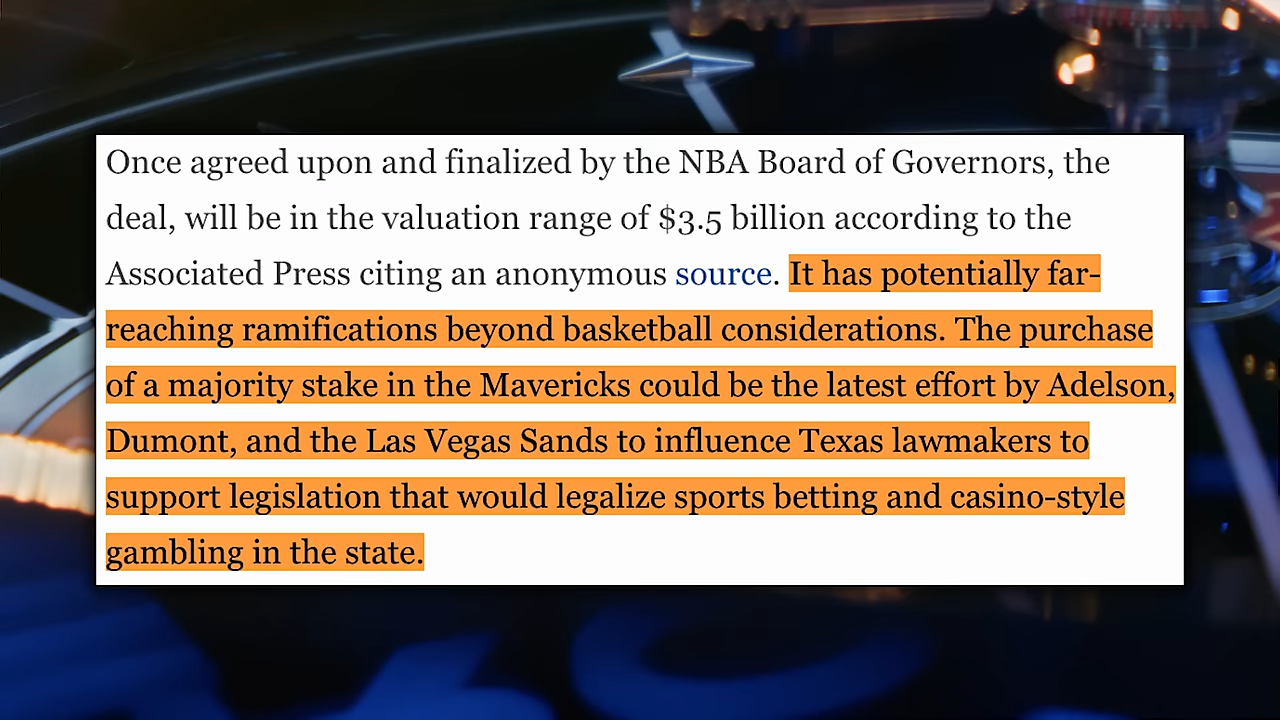 Once agreed upon and finalized by the NBA Board of Governors, the
deal, will be in the valuation range of $3.5 billion according to the
Associated Press citing an anonymous source. It has potentially far-
reaching ramifications beyond basketball considerations. The purchase
of a majority stake in the Mavericks could be the latest effort by Adelson,
Dumont, and the Las Vegas Sands to influence Texas lawmakers to
support legislation that would legalize sports betting and casino-style
gambling in the state.